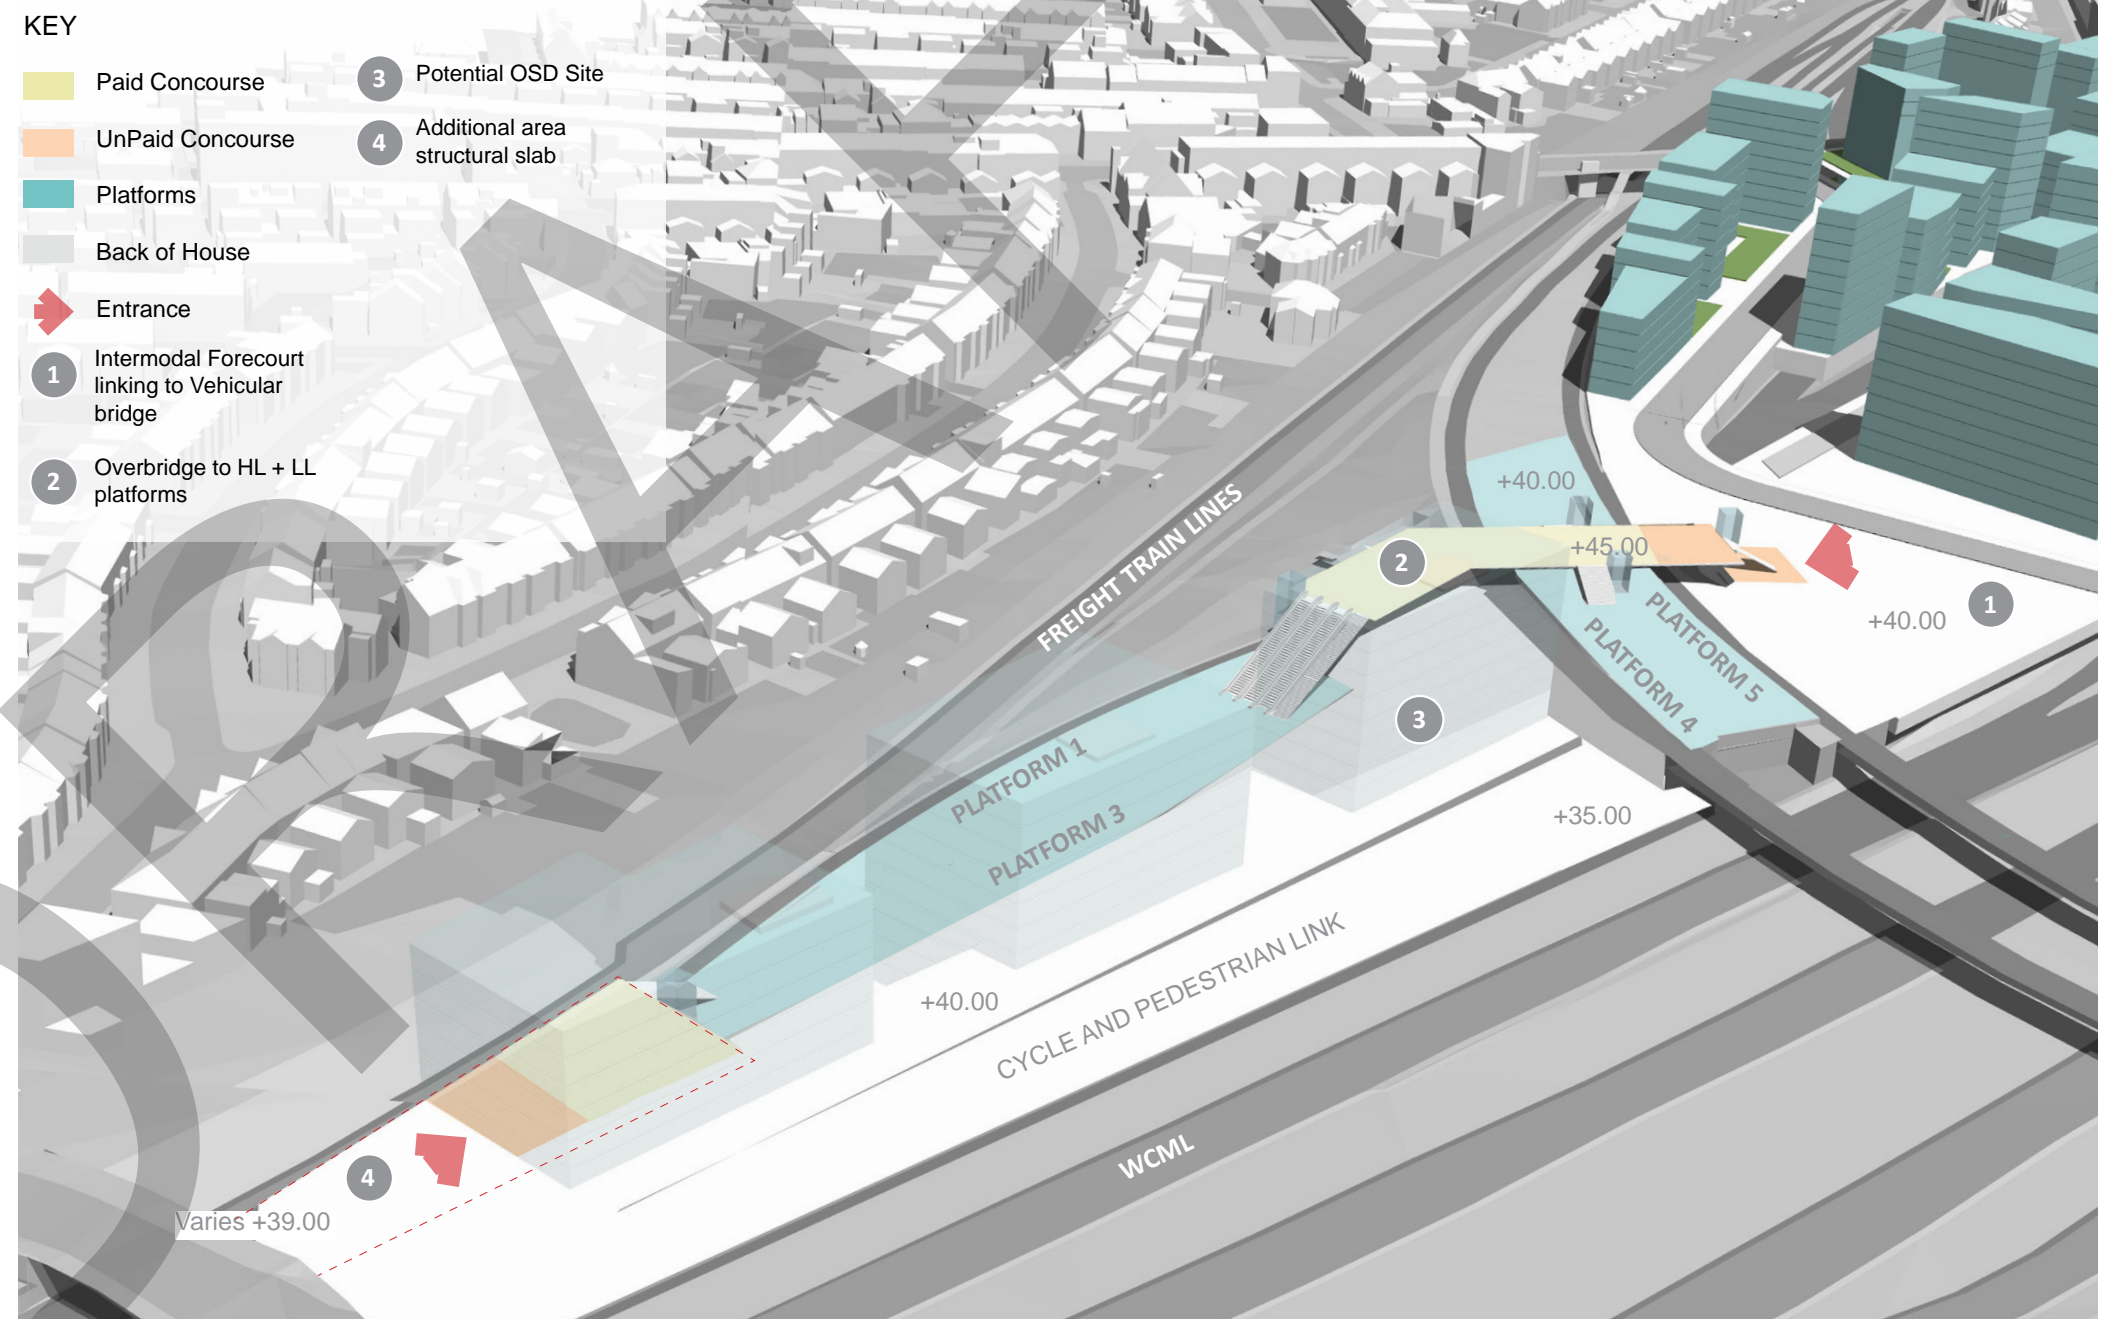 KEY
Paid Concourse
UnPaid Concourse
Platforms
Back of House
Entrance
1
Intermodal Forecourt
linking to Vehicular
bridge
2
Overbridge to HL + LL
platforms
3
Potential OSD Site
4
Additional area
structural slab
FREIGHT TRAIN LINES
+40.00
+45.00
2
+40.00
1
PLATFORM 5
PLATFORM 4
3
PLATFORM 1
PLATFORM 3
+35.00
+40.00
CYCLE AND PEDESTRIAN LINK
WCML
4
Varies +39.00